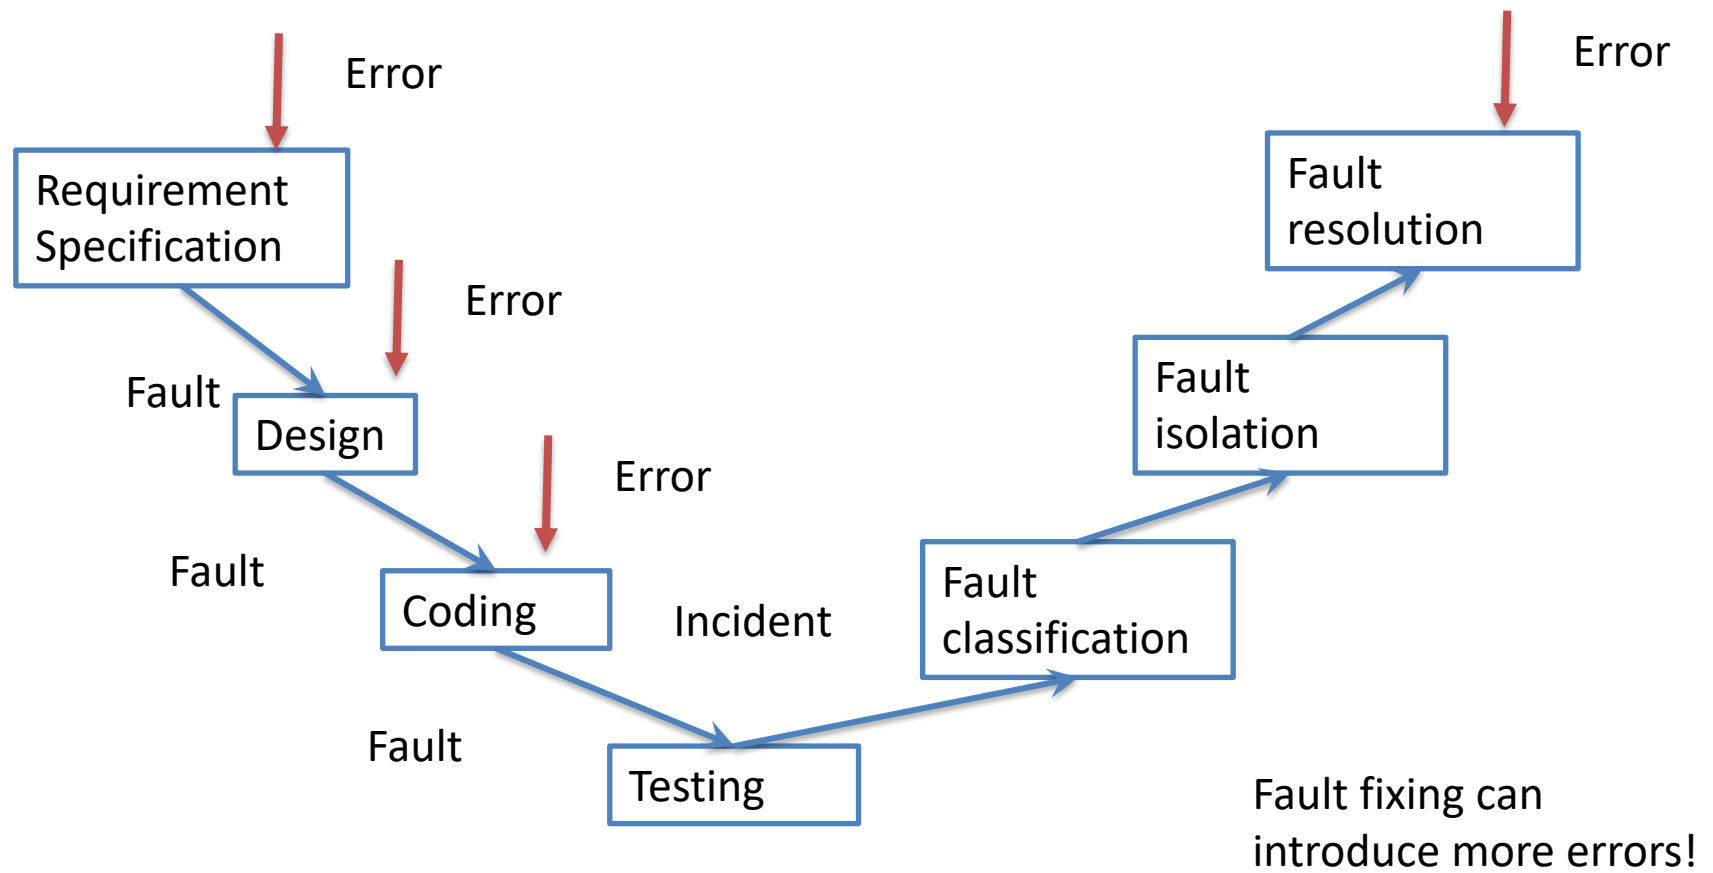 Error
Error
Requirement
Specification
Fault
resolution
Error
Fault
Design
Fault
isolation
Error
Fault
Coding
Incident
Fault
classification
Fault
Testing
Fault fixing can
introduce more errors!